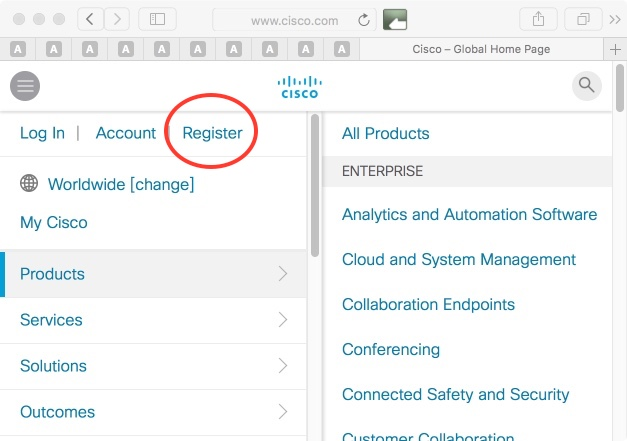 www.cisco.com
A A A A A A A A A Cisco – Global Home Page
CISCO
Log In | Account | Register
Worldwide [change]
My Cisco
Products
Services
Solutions
Outcomes
All Products
ENTERPRISE
Analytics and Automation Software
Cloud and System Management
Collaboration Endpoints
Conferencing
Connected Safety and Security
Customer Collaboration